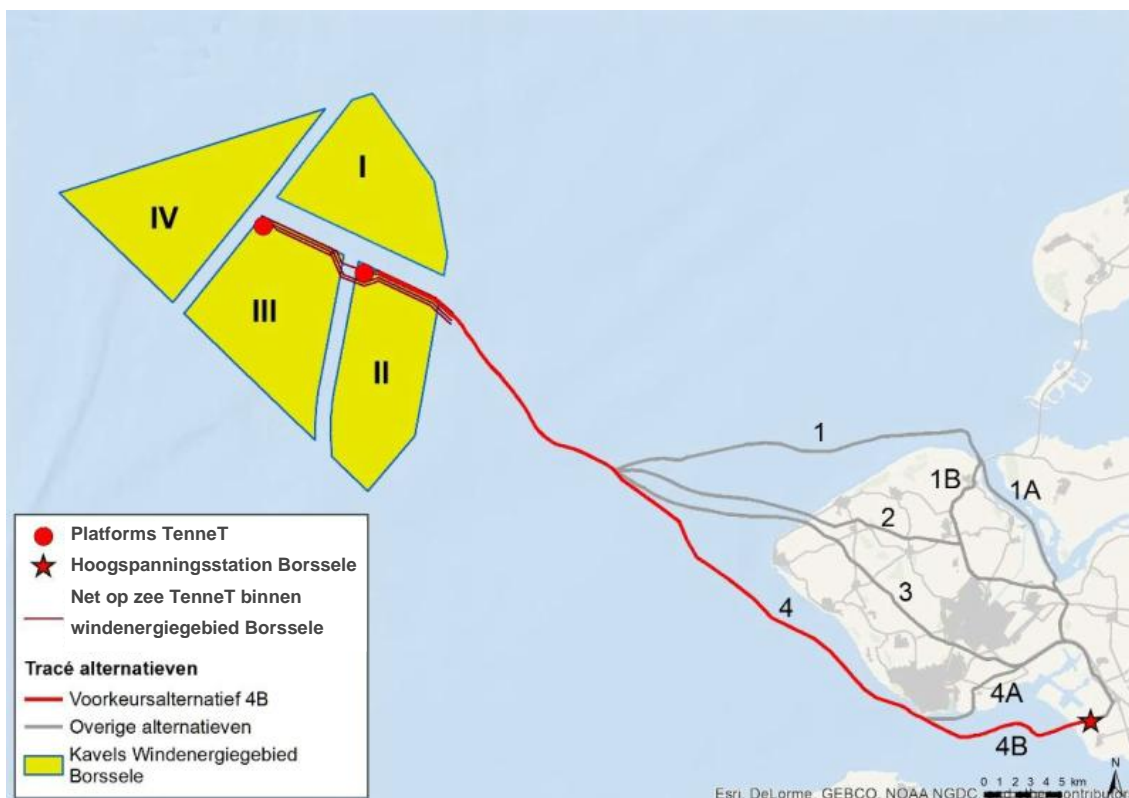 I
IV
III
II
1
1B
1A
2
3
4
4A
4B
Platforms TenneT
Hoogspanningsstation Borssele
Net op zee TenneT binnen
windenergiegebied Borssele
Tracé alternatieven
Voorkeursalternatief 4B
Overige alternatieven
Kavels Windenergiegebied
Borssele
N
0 1 2 3 4 5 km
Esri, DeLorme, GEBCO, NOAA NGDC